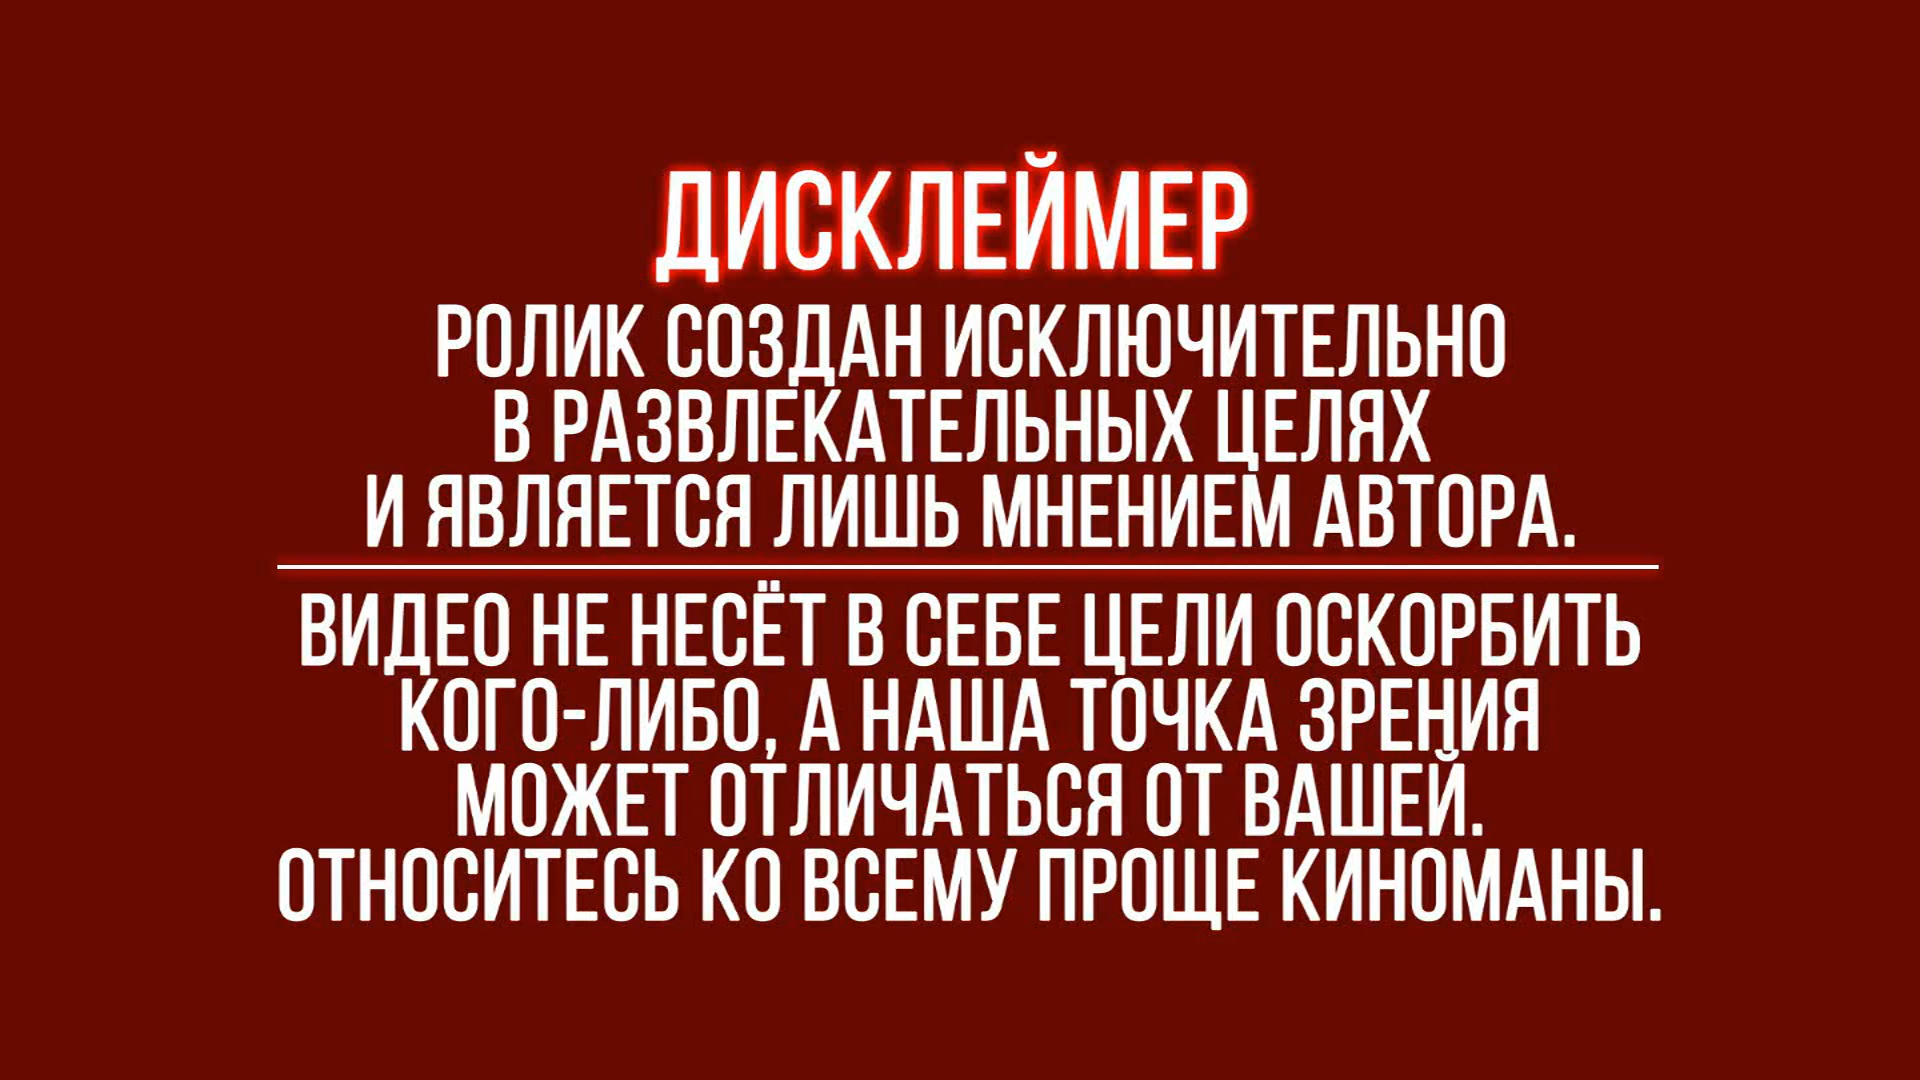 ДИСКЛЕЙМЕР
РОЛИК СОЗДАН ИСКЛЮЧИТЕЛЬНО
В РАЗВЛЕКАТЕЛЬНЫХ ЦЕЛЯХ
И ЯВЛЯЕТСЯ ЛИШЬ МНЕНИЕМ АВТОРА.
ВИДЕО НЕ НЕСЁТ В СЕБЕ ЦЕЛИ ОСКОРБИТЬ
КОГО-ЛИБО, А НАША ТОЧКА ЗРЕНИЯ
МОЖЕТ ОТЛИЧАТЬСЯ ОТ ВАШЕЙ.
ОТНОСИТЕСЬ КО ВСЕМУ ПРОЩЕ КИНОМАНЫ.